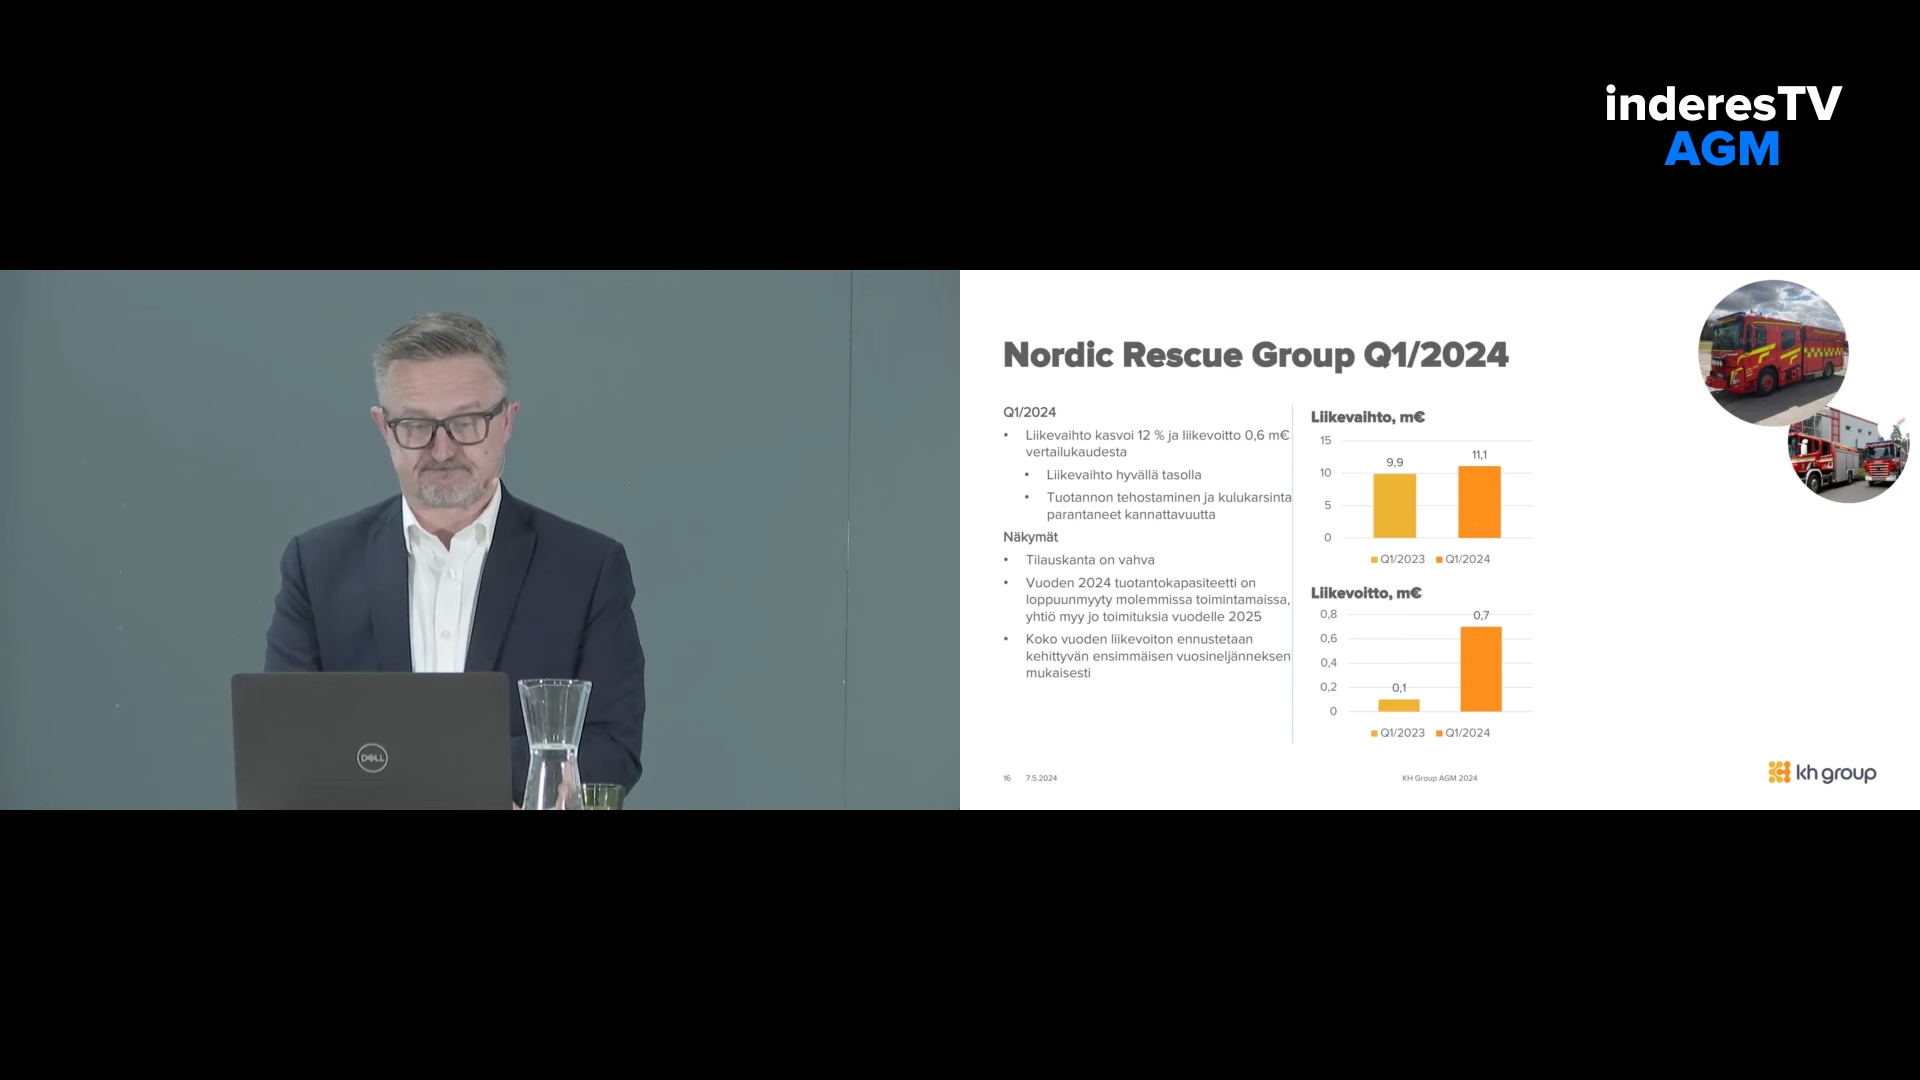 inderesTV
AGM
Nordic Rescue Group Q1/2024
Q1/2024
• Liikevaihto kasvoi 12 % ja liikevoitto 0,6 m€
vertailukaudesta
• Liikevaihto hyvällä tasolla
• Tuotannon tehostaminen ja kulukarsinta
parantaneet kannattavuutta
Näkymät
• Tilauskanta on vahva
• Vuoden 2024 tuotantokapasiteetti on
loppuunmyyty molemmissa toimintamaissa,
yhtiö myy jo toimituksia vuodelle 2025
• Koko vuoden liikevoiton ennustetaan
kehittyvän ensimmäisen vuosineljänneksen
mukaisesti
Liikevaihto, m€
15
10
5
0
9,9
11,1
Q1/2023 Q1/2024
Liikevoitto, m€
0,8
0,6
0,4
0,2
0
0,1
0,7
Q1/2023 Q1/2024
16 7.5.2024
KH Group AGM 2024
kh group
DELL